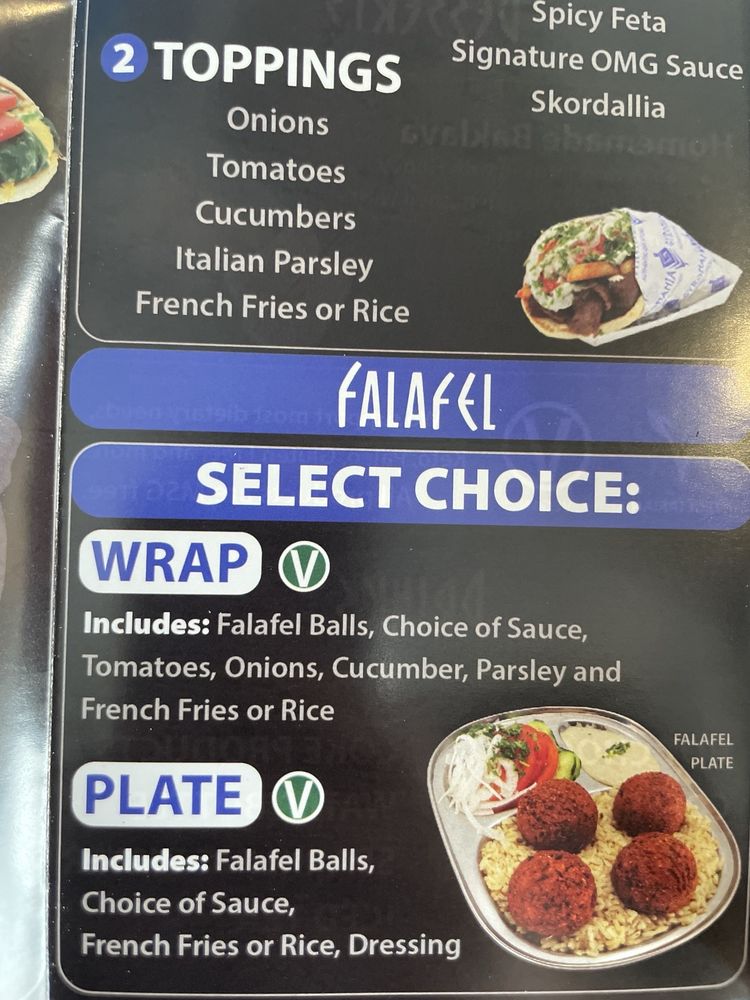 Spicy Feta
Signature OMG Sauce
Skordallia
2 TOPPINGS
Onions
Tomatoes
Cucumbers
Italian Parsley
French Fries or Rice
FALAFEL
SELECT CHOICE:
WRAP V
Includes: Falafel Balls, Choice of Sauce,
Tomatoes, Onions, Cucumber, Parsley and
French Fries or Rice
FALAFEL
PLATE
PLATE V
Includes: Falafel Balls,
Choice of Sauce,
French Fries or Rice, Dressing